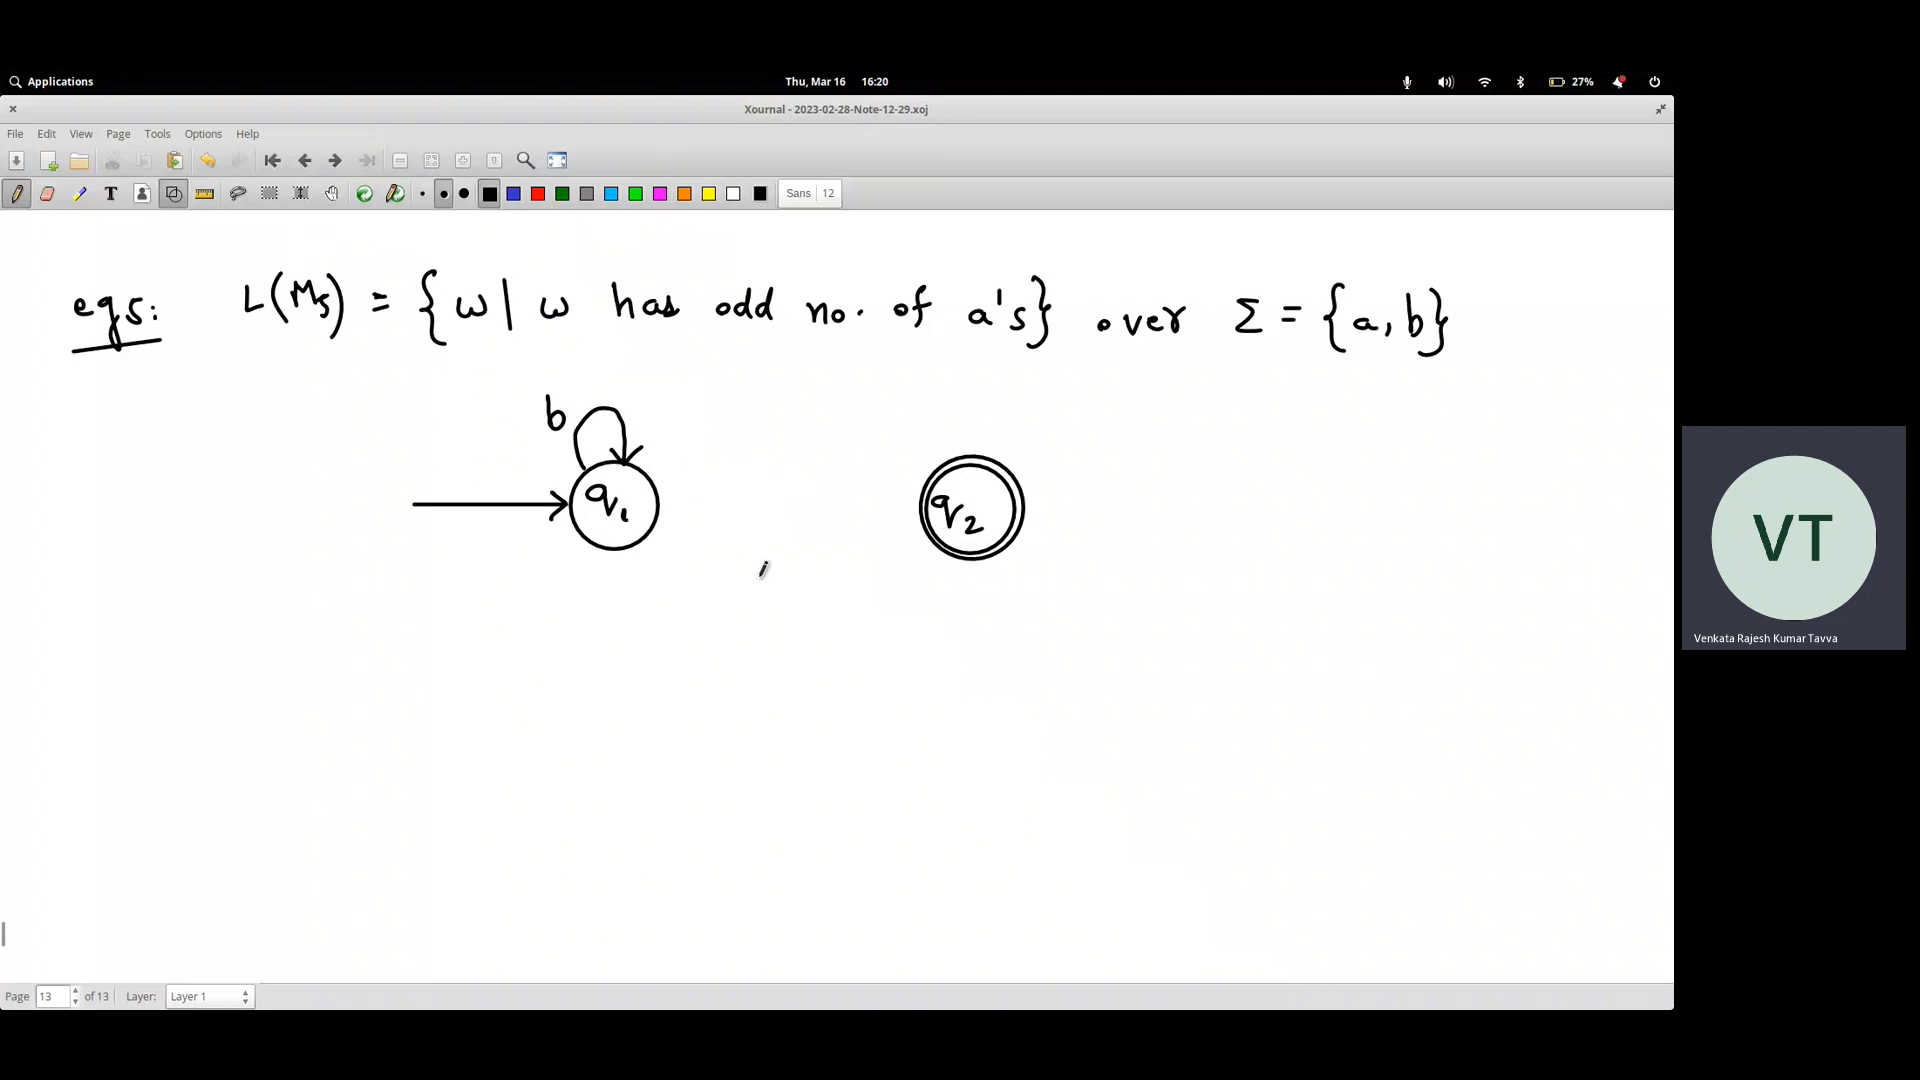 Applications
Thu, Mar 16 16:20
27%
Xournal - 2023-02-28-Note-12-29.xoj
File Edit View Page Tools Options Help
T Sans 12
eg5: L(M5) = {w | w has odd no. of a's} over Σ = {a, b}
b
q1
q2
VT
Venkata Rajesh Kumar Tavva
Page 13 of 13 Layer: Layer 1